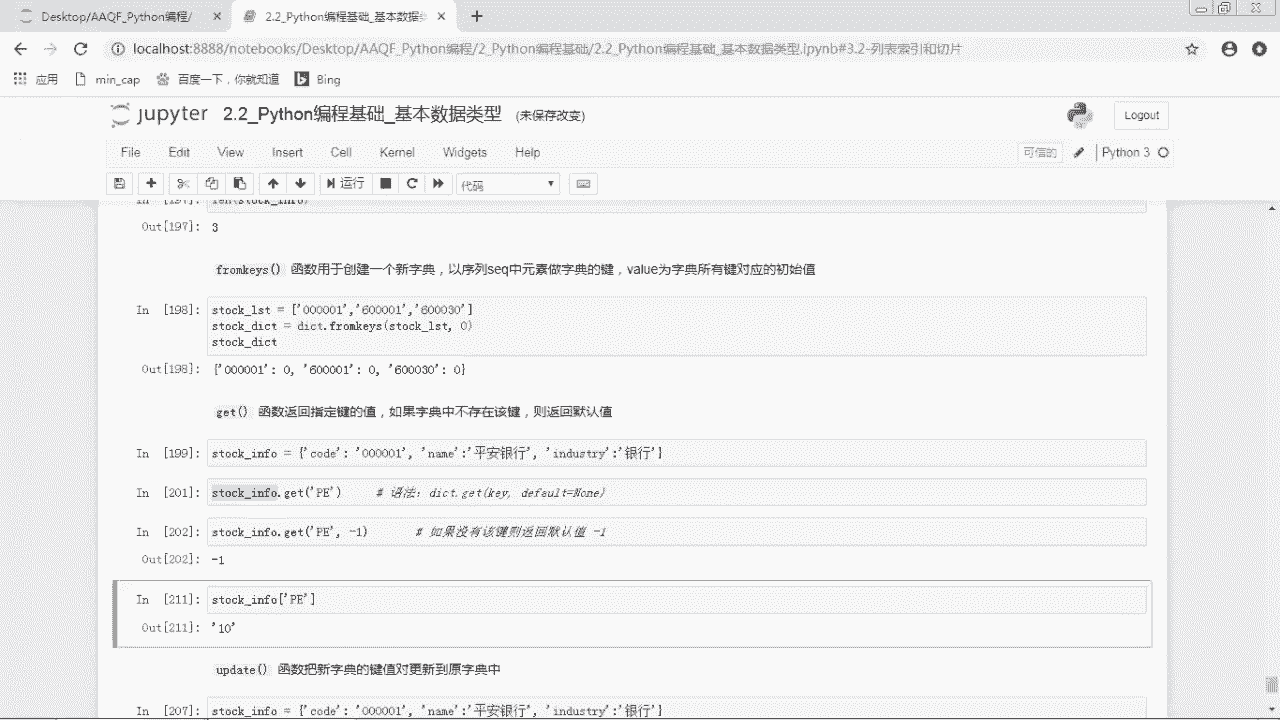 Desktop/AAQF_Python编程/
2.2_Python编程基础_基本数据类
localhost:8888/notebooks/Desktop/AAQF_Python编程/2_Python编程基础/2.2_Python编程基础_基本数据类型.ipynb#3.2-列表索引和切片
应用 min_cap 百度一下,你就知道 Bing
jupyter 2.2_Python编程基础_基本数据类型 (未保存改变) Logout
File Edit View Insert Cell Kernel Widgets Help 可信的 Python 3
运行 代码
In [197]: len(stock_info)
Out[197]: 3
fromkeys() 函数用于创建一个新字典，以序列seq中元素做字典的键，value为字典所有键对应的初始值
In [198]: stock_lst = ['000001','600001','600030']
stock_dict = dict.fromkeys(stock_lst, 0)
stock_dict
Out[198]: {'000001': 0, '600001': 0, '600030': 0}
get() 函数返回指定键的值，如果字典中不存在该键，则返回默认值
In [199]: stock_info = {'code': '000001', 'name':'平安银行', 'industry':'银行'}
In [201]: stock_info.get('PE') # 语法：dict.get(key, default=None)
In [202]: stock_info.get('PE', -1) # 如果没有该键则返回默认值 -1
Out[202]: -1
In [211]: stock_info['PE']
Out[211]: '10'
update() 函数把新字典的键值对更新到原字典中
In [207]: stock_info = {'code': '000001', 'name':'平安银行', 'industry':'银行'}